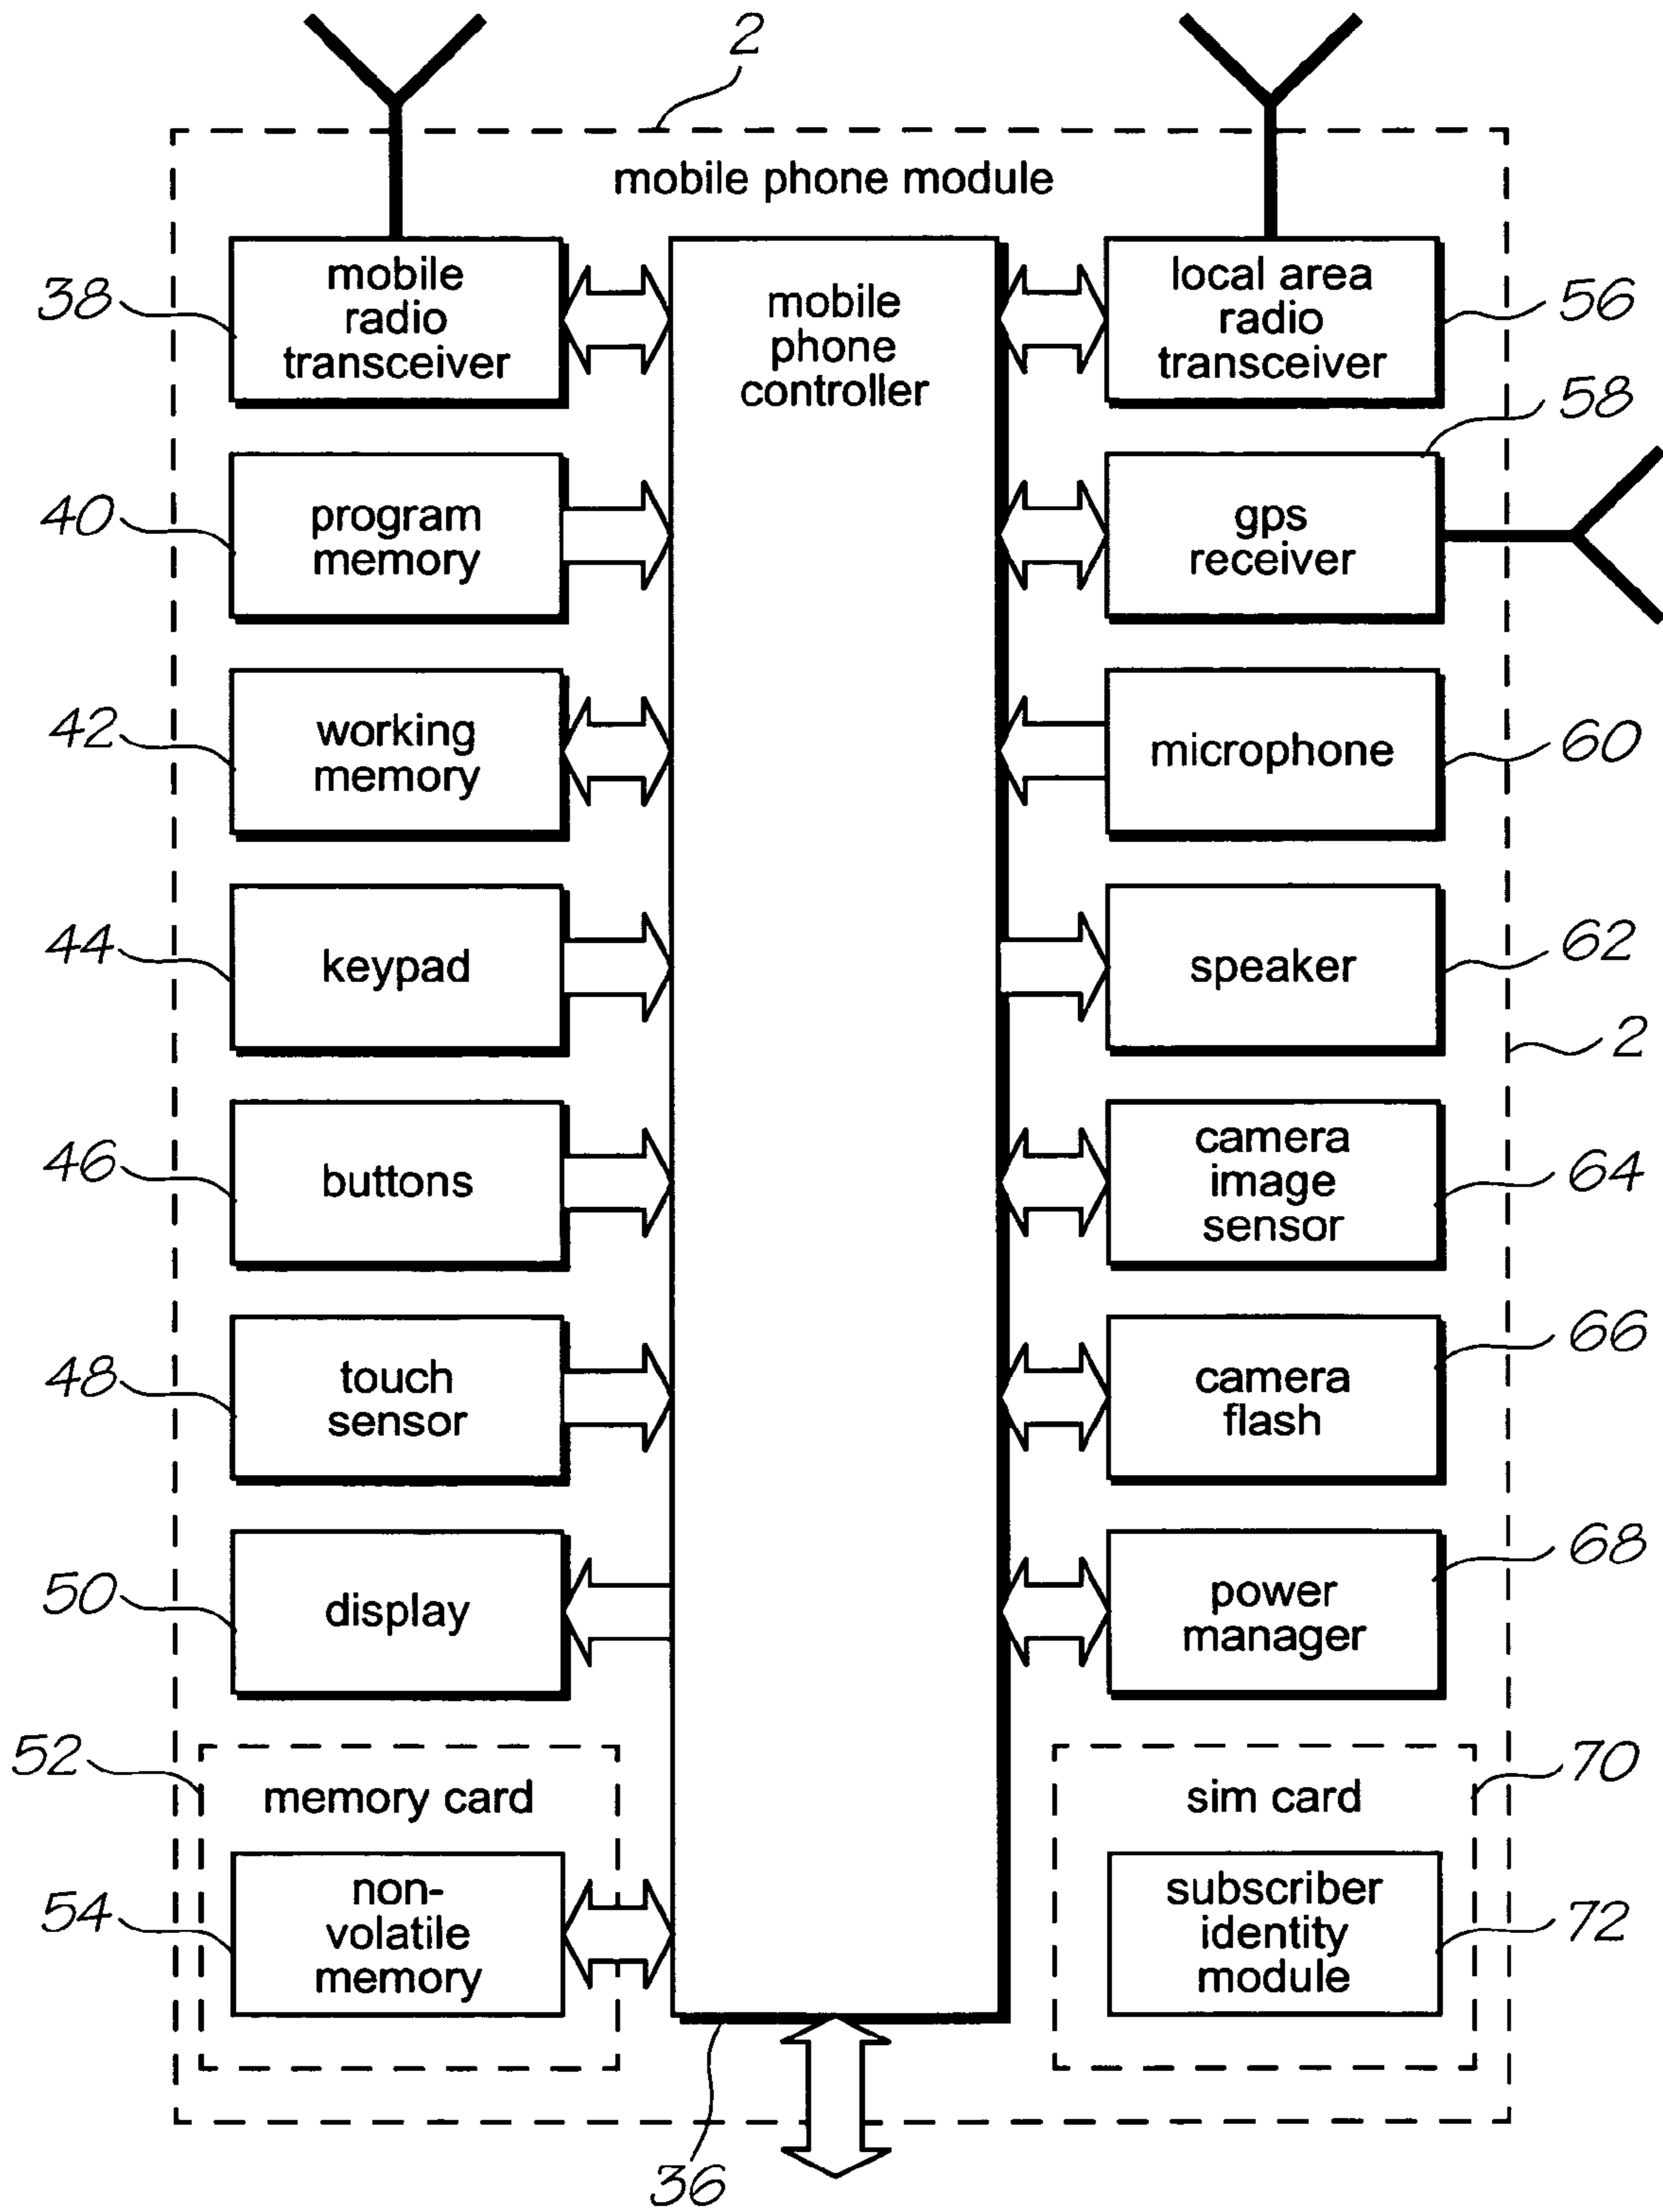 2
mobile phone module
38
mobile
radio
transceiver
mobile
phone
controller
local area
radio
transceiver
56
58
40
program
memory
gps
receiver
42
working
memory
microphone
60
44
keypad
speaker
62
2
46
buttons
camera
image
sensor
64
48
touch
sensor
camera
flash
66
50
display
power
manager
68
52
memory card
sim card
70
54
non-
volatile
memory
subscriber
identity
module
72
36